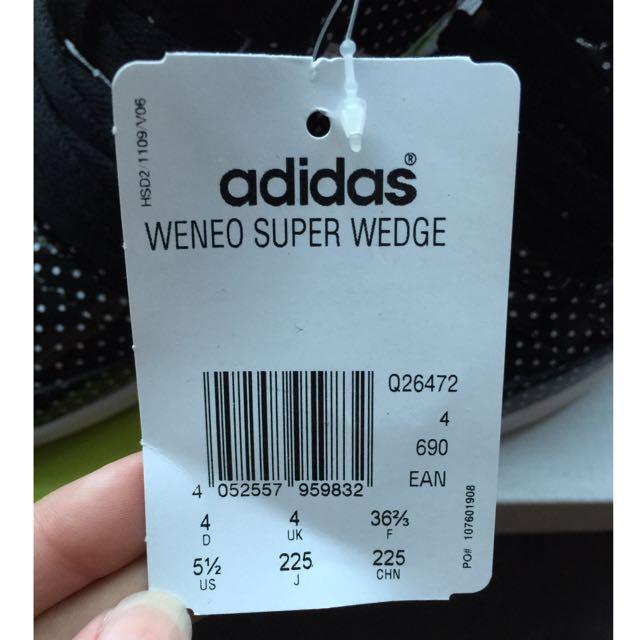 HSD2/1109/V06
adidas®
WENEO SUPER WEDGE
Q26472
4
690
EAN
4 052557 959832
4 4 36⅔
D UK F
5½ 225 225
US J CHN
PO# 107601908